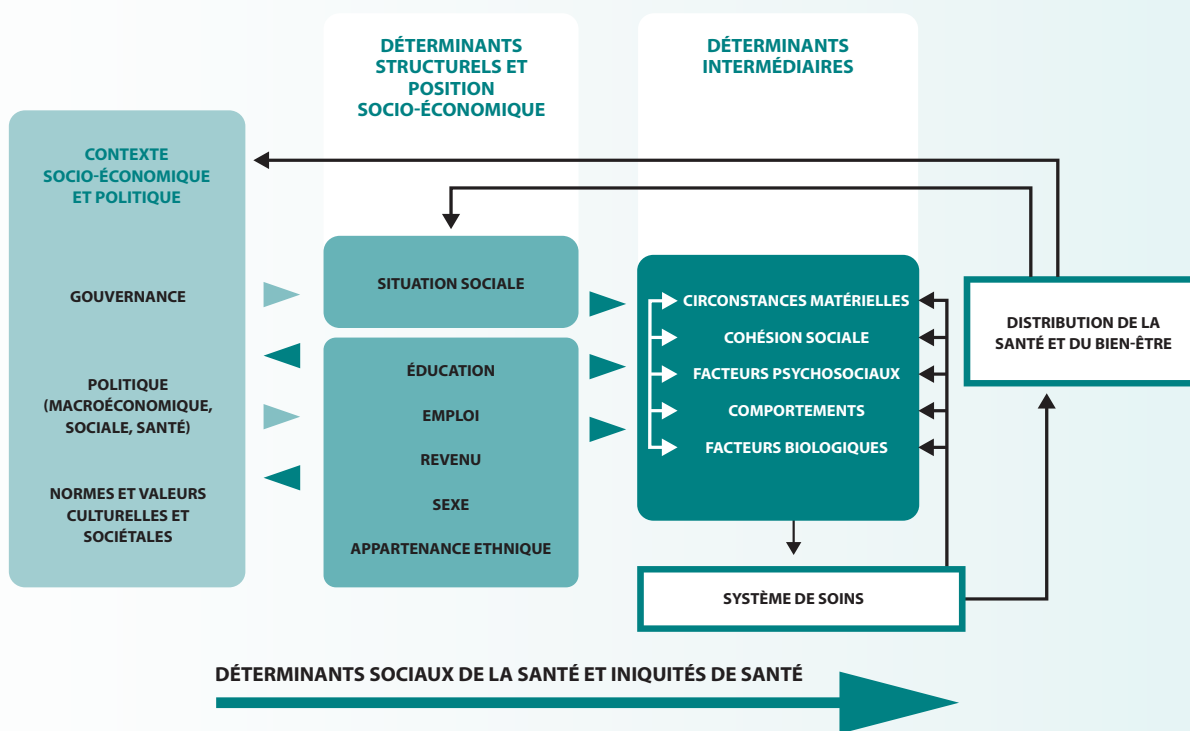 DÉTERMINANTS
STRUCTURELS ET
POSITION
SOCIO-ÉCONOMIQUE
DÉTERMINANTS
INTERMÉDIAIRES
CONTEXTE
SOCIO-ÉCONOMIQUE
ET POLITIQUE
GOUVERNANCE
POLITIQUE
(MACROÉCONOMIQUE,
SOCIALE, SANTÉ)
NORMES ET VALEURS
CULTURELLES ET
SOCIÉTALES
SITUATION SOCIALE
ÉDUCATION
EMPLOI
REVENU
SEXE
APPARTENANCE ETHNIQUE
CIRCONSTANCES MATÉRIELLES
COHÉSION SOCIALE
FACTEURS PSYCHOSOCIAUX
COMPORTEMENTS
FACTEURS BIOLOGIQUES
DISTRIBUTION DE LA
SANTÉ ET DU BIEN-ÊTRE
SYSTÈME DE SOINS
DÉTERMINANTS SOCIAUX DE LA SANTÉ ET INIQUITÉS DE SANTÉ